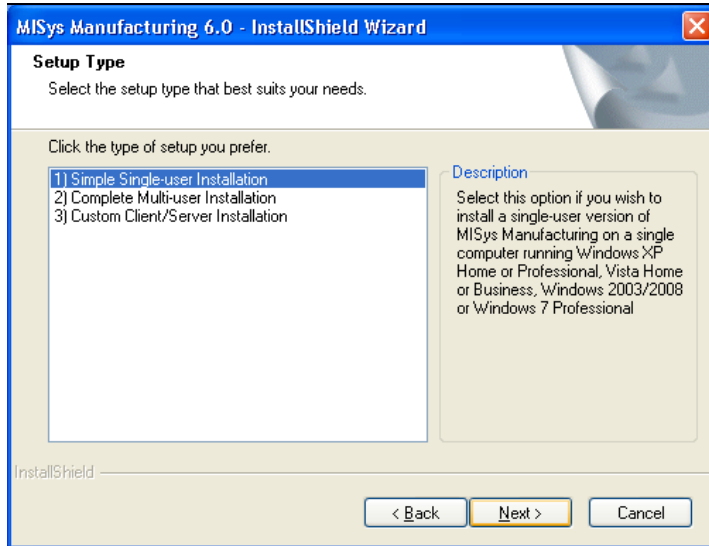 MISys Manufacturing 6.0 - InstallShield Wizard
Setup Type
Select the setup type that best suits your needs.
Click the type of setup you prefer.
1) Simple Single-user Installation
2) Complete Multi-user Installation
3) Custom Client/Server Installation
Description
Select this option if you wish to
install a single-user version of
MISys Manufacturing on a single
computer running Windows XP
Home or Professional, Vista Home
or Business, Windows 2003/2008
or Windows 7 Professional
InstallShield
< Back
Next >
Cancel